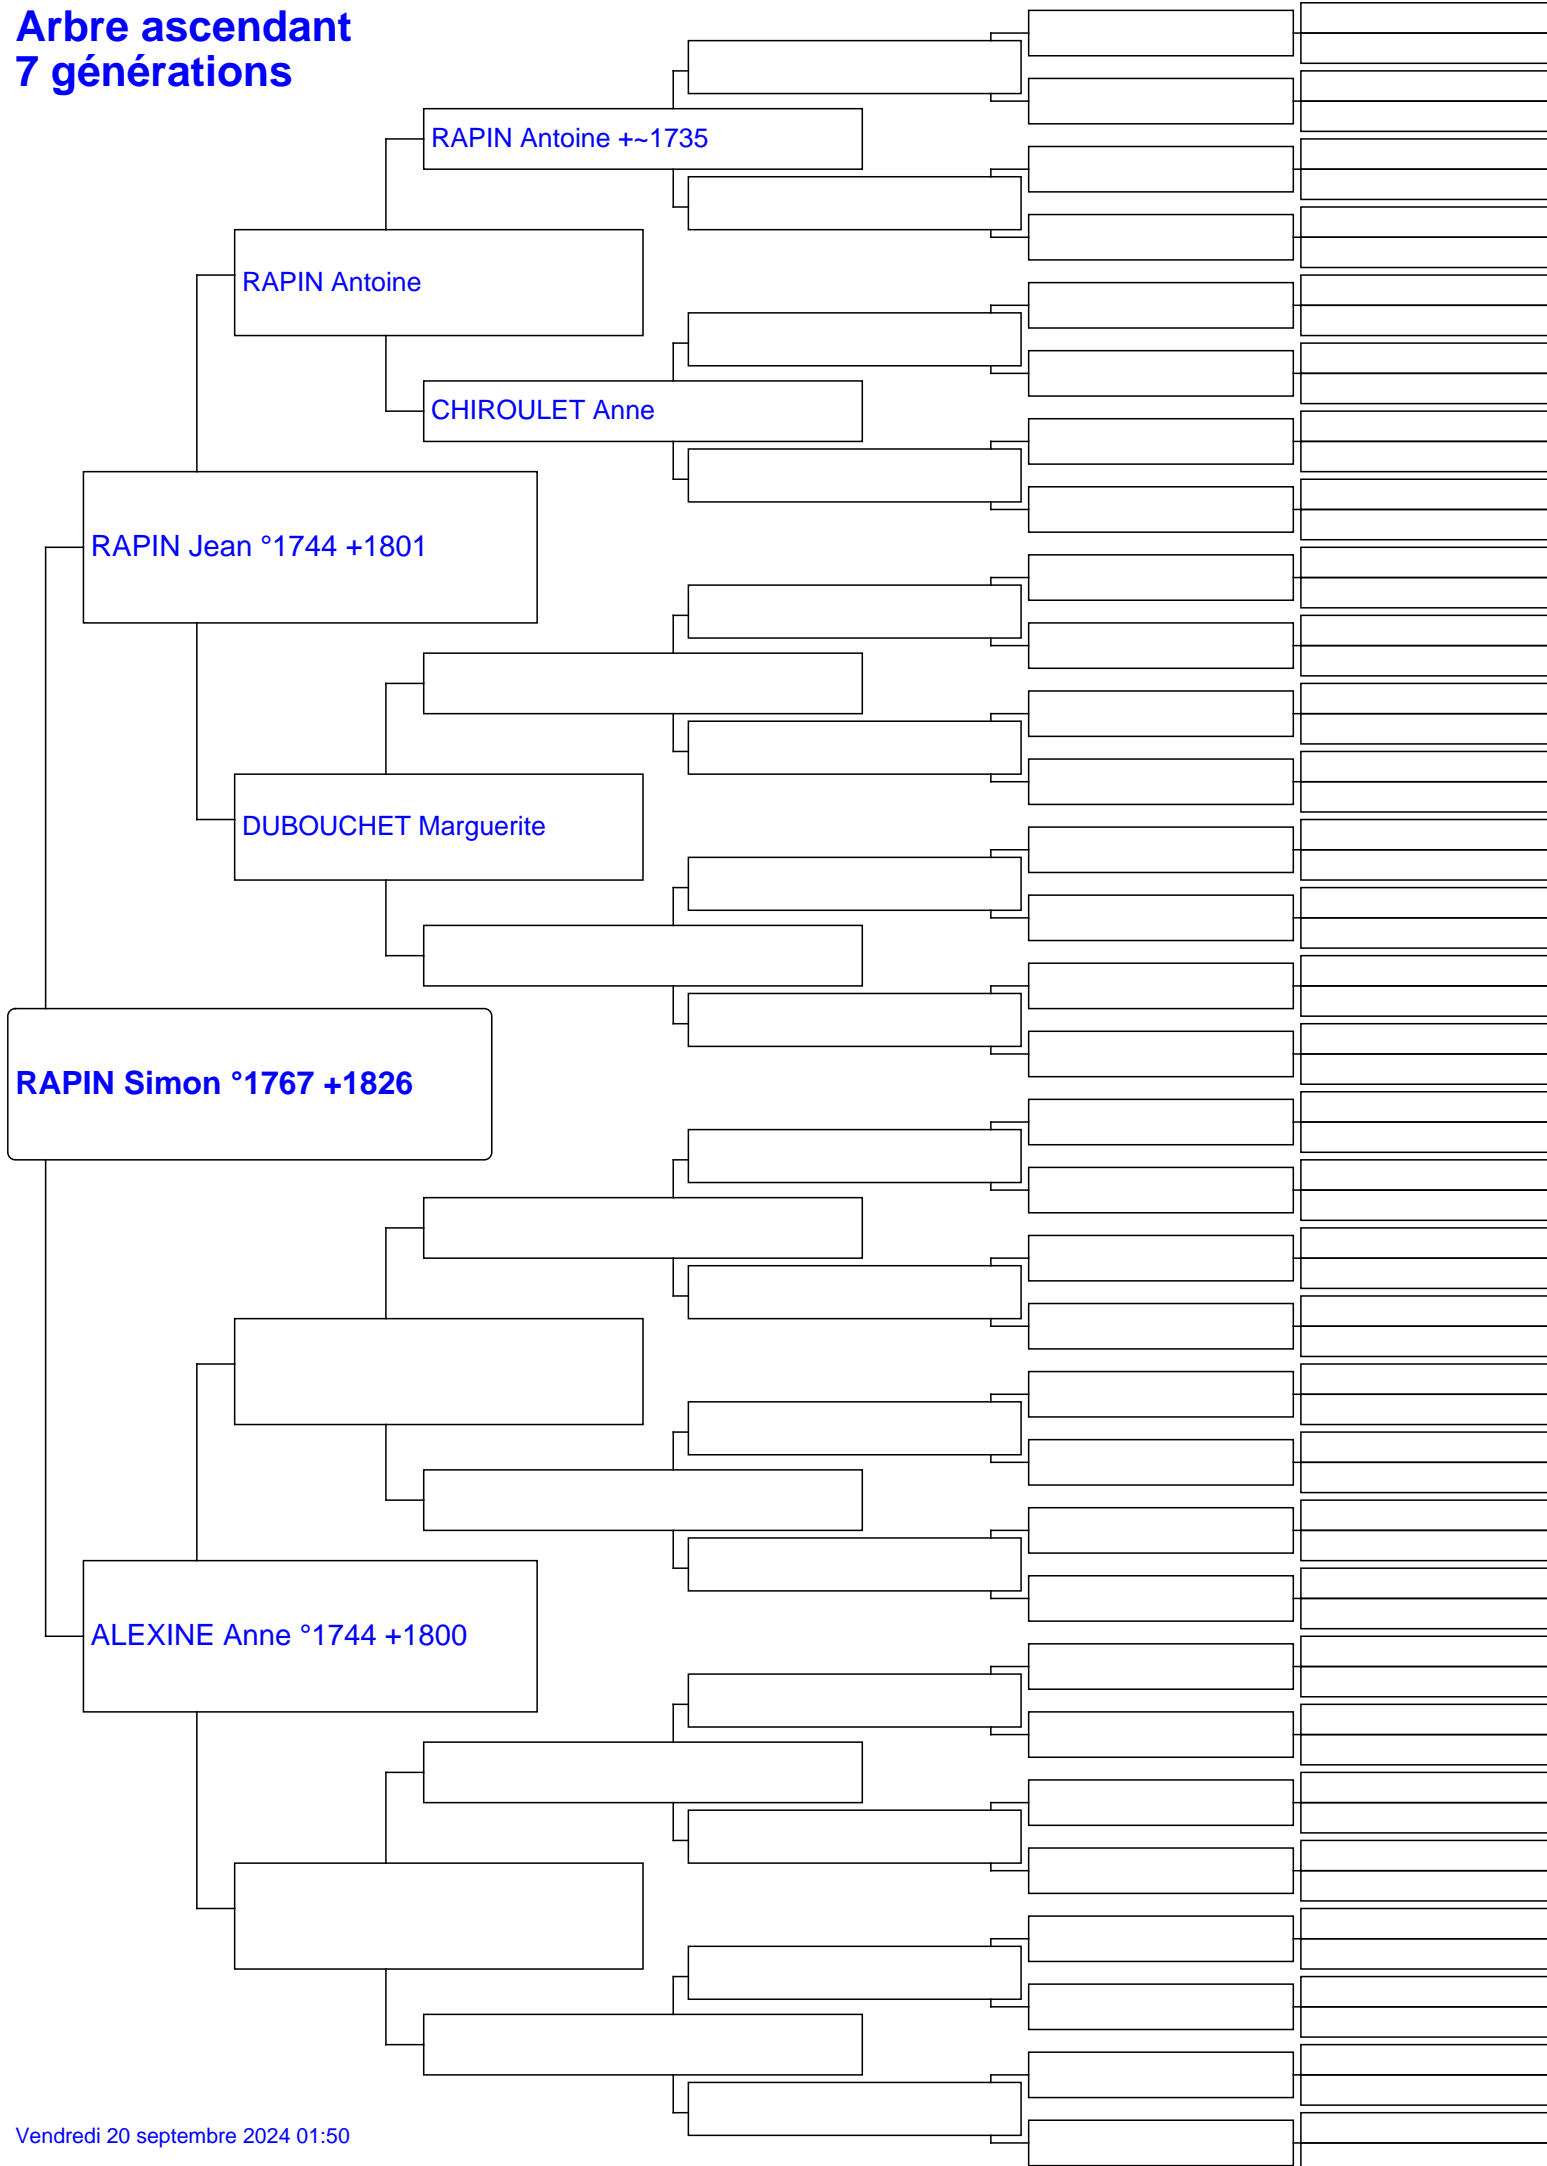 Arbre ascendant
7 générations
RAPIN Antoine +~1735
RAPIN Antoine
CHIROULET Anne
RAPIN Jean °1744 +1801
DUBOUCHET Marguerite
RAPIN Simon °1767 +1826
ALEXINE Anne °1744 +1800
Vendredi 20 septembre 2024 01:50